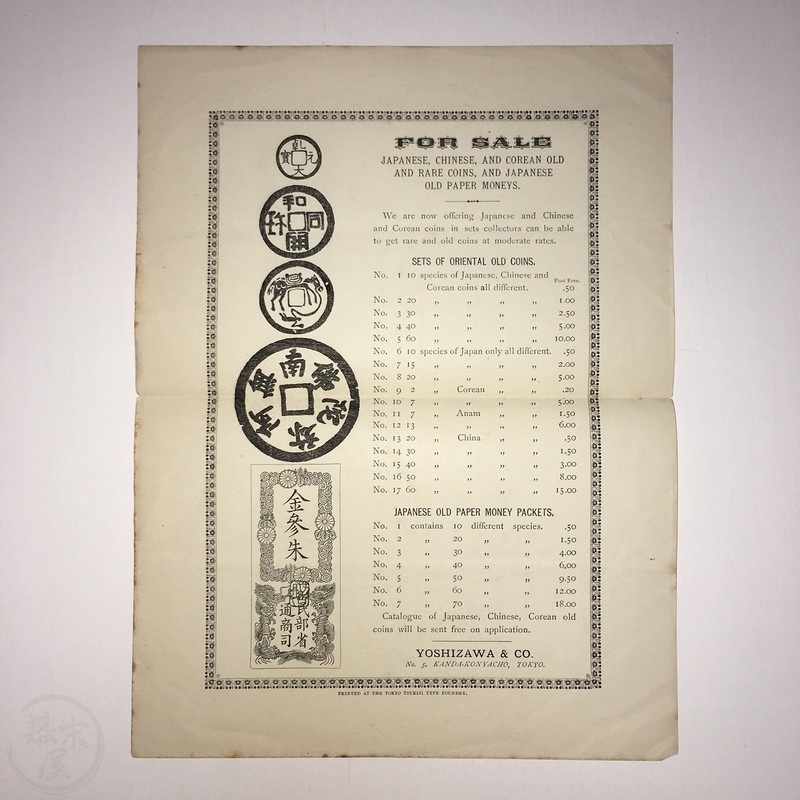 FOR SALE
JAPANESE, CHINESE, AND COREAN OLD
AND RARE COINS, AND JAPANESE
OLD PAPER MONEYS.
We are now offering Japanese and Chinese
and Corean coins in sets collectors can be able
to get rare and old coins at moderate rates.
SETS OF ORIENTAL OLD COINS.
No. 1 10 species of Japanese, Chinese and Post Free.
Corean coins all different. .50
No. 2 20 „ „ „ „ 1.00
No. 3 30 „ „ „ „ 2.50
No. 4 40 „ „ „ „ 5.00
No. 5 60 „ „ „ „ 10.00
No. 6 10 species of Japan only all different. .50
No. 7 15 „ „ „ „ 2.00
No. 8 20 „ „ „ „ 5.00
No. 9 2 „ Corean „ „ .20
No. 10 7 „ „ „ „ 5.00
No. 11 7 „ Anam „ „ 1.50
No. 12 13 „ „ „ „ 6.00
No. 13 20 „ China „ „ .50
No. 14 30 „ „ „ „ 1.50
No. 15 40 „ „ „ „ 3.00
No. 16 50 „ „ „ „ 8.00
No. 17 60 „ „ „ „ 15.00
JAPANESE OLD PAPER MONEY PACKETS.
No. 1 contains 10 different species. .50
No. 2 „ 20 „ „ 1.50
No. 3 „ 30 „ „ 4.00
No. 4 „ 40 „ „ 6,00
No. 5 „ 50 „ „ 9.50
No. 6 „ 60 „ „ 12.00
No. 7 „ 70 „ „ 18.00
Catalogue of Japanese, Chinese, Corean old
coins will be sent free on application.
YOSHIZAWA & CO.
No. 5, KANDA-KONYACHO, TOKYO.
PRINTED AT THE TOKYO TSUKIJI TYPE FOUNDRY.
乾元大寳
和同開珎
金參朱
民部省
通商司
幕末屋